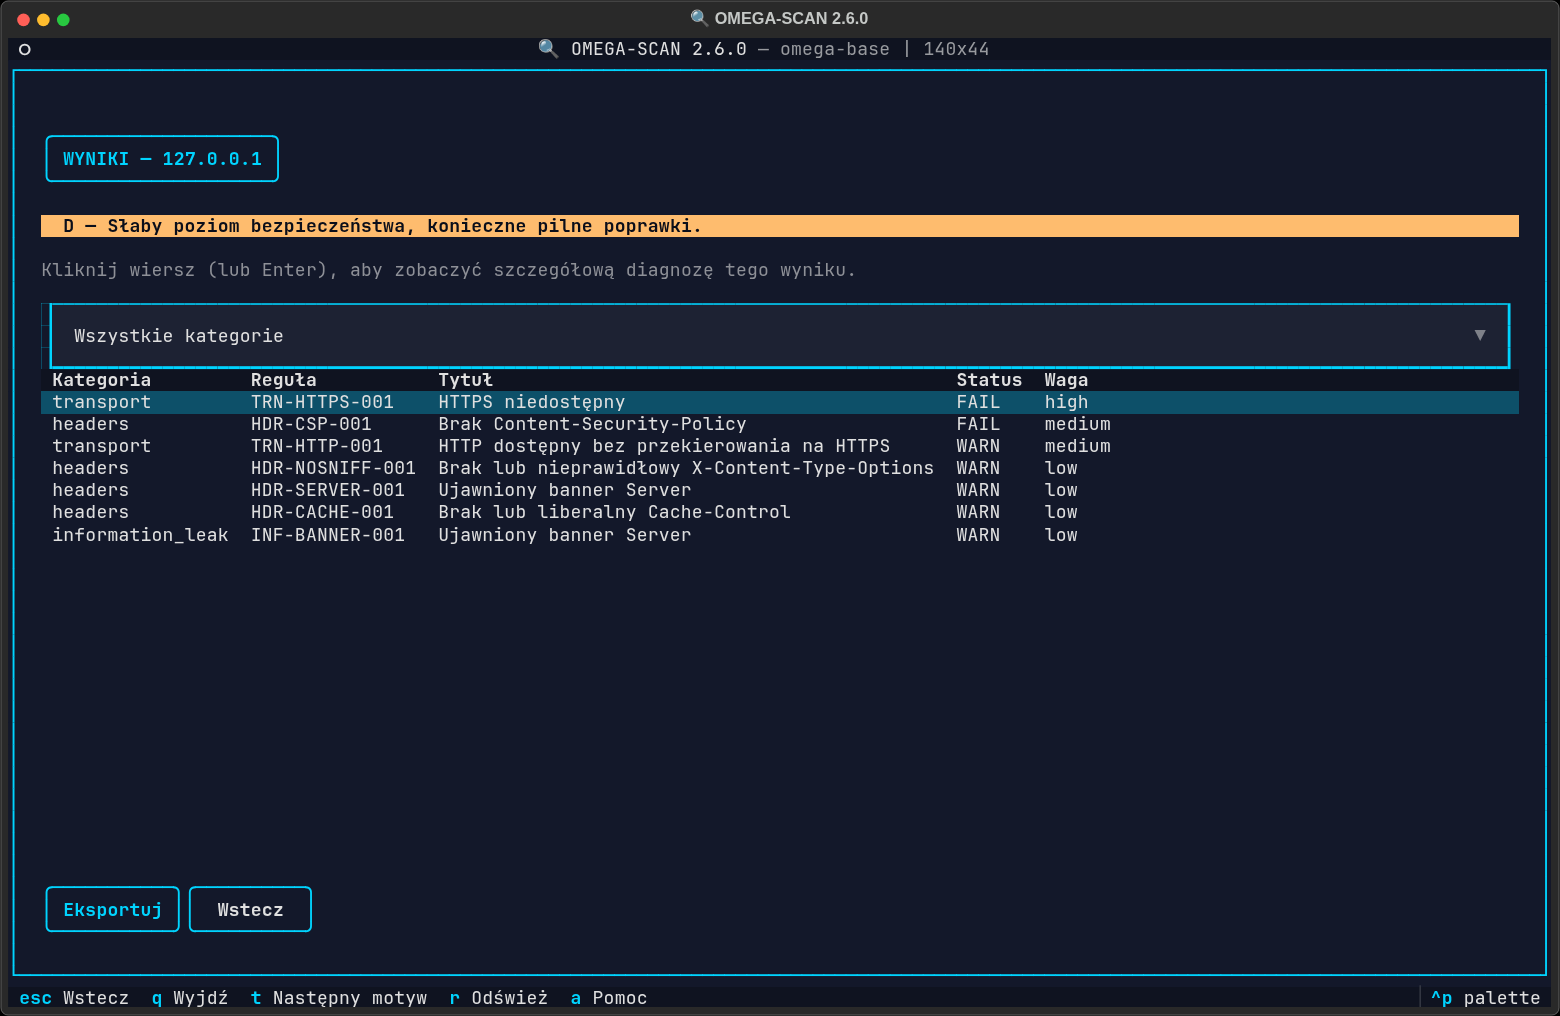 🔍 OMEGA-SCAN 2.6.0
🔍 OMEGA-SCAN 2.6.0 — omega-base | 140x44
WYNIKI — 127.0.0.1
D — Słaby poziom bezpieczeństwa, konieczne pilne poprawki.
Kliknij wiersz (lub Enter), aby zobaczyć szczegółową diagnozę tego wyniku.
Wszystkie kategorie ▼
Kategoria Reguła Tytuł Status Waga
transport TRN-HTTPS-001 HTTPS niedostępny FAIL high
headers HDR-CSP-001 Brak Content-Security-Policy FAIL medium
transport TRN-HTTP-001 HTTP dostępny bez przekierowania na HTTPS WARN medium
headers HDR-NOSNIFF-001 Brak lub nieprawidłowy X-Content-Type-Options WARN low
headers HDR-SERVER-001 Ujawniony banner Server WARN low
headers HDR-CACHE-001 Brak lub liberalny Cache-Control WARN low
information_leak INF-BANNER-001 Ujawniony banner Server WARN low
Eksportuj Wstecz
esc Wstecz q Wyjdź t Następny motyw r Odśwież a Pomoc ^p palette